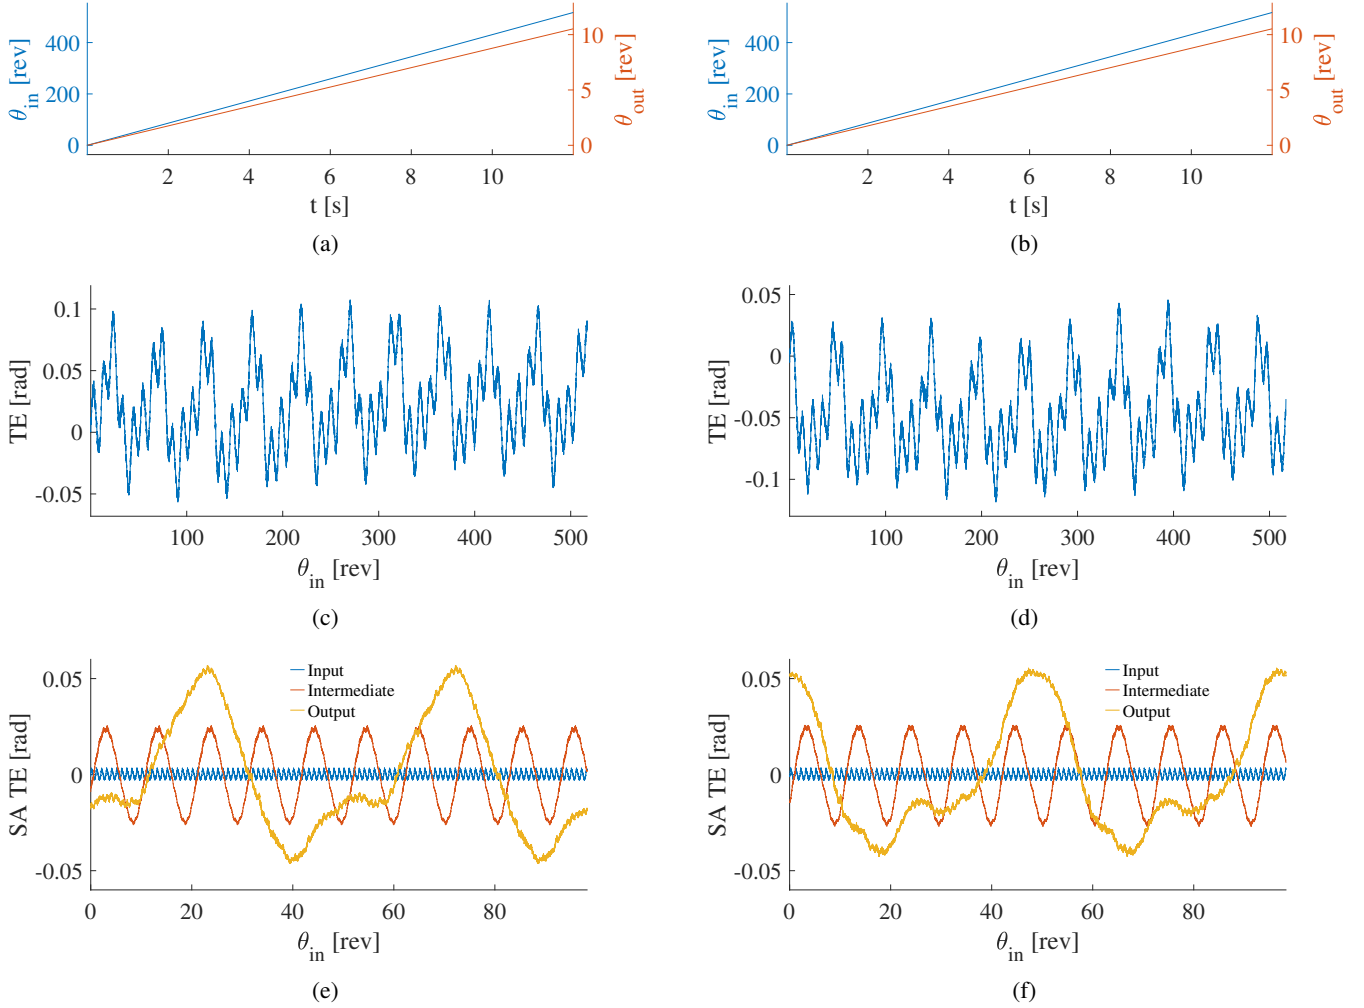 400
200
0
θin [rev]
10
5
0
θout [rev]
2 4 6 8 10
t [s]
(a)
400
200
0
θin [rev]
10
5
0
θout [rev]
2 4 6 8 10
t [s]
(b)
0.1
0.05
0
-0.05
TE [rad]
100 200 300 400 500
θin [rev]
(c)
0.05
0
-0.05
-0.1
TE [rad]
100 200 300 400 500
θin [rev]
(d)
0.05
0
-0.05
SA TE [rad]
Input
Intermediate
Output
0 20 40 60 80
θin [rev]
(e)
0.05
0
-0.05
SA TE [rad]
Input
Intermediate
Output
0 20 40 60 80
θin [rev]
(f)